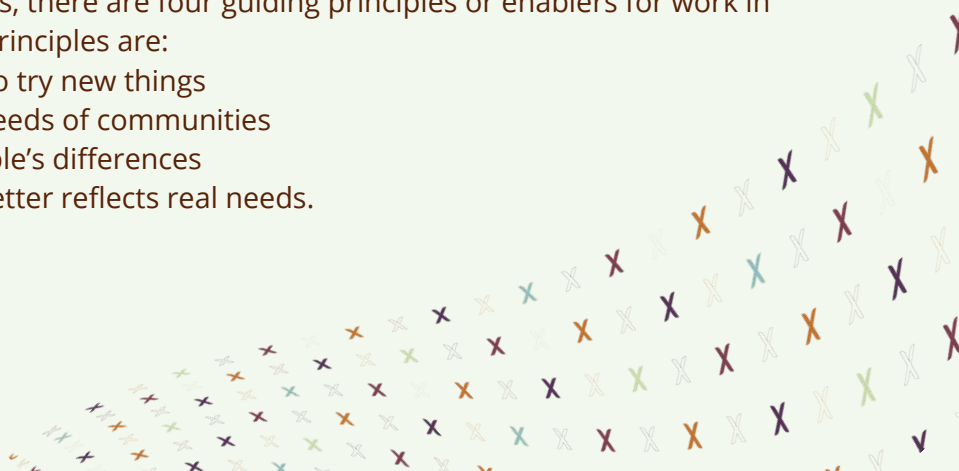 s, there are four guiding principles or enablers for work in
rinciples are:
o try new things
eeds of communities
ple's differences
etter reflects real needs.